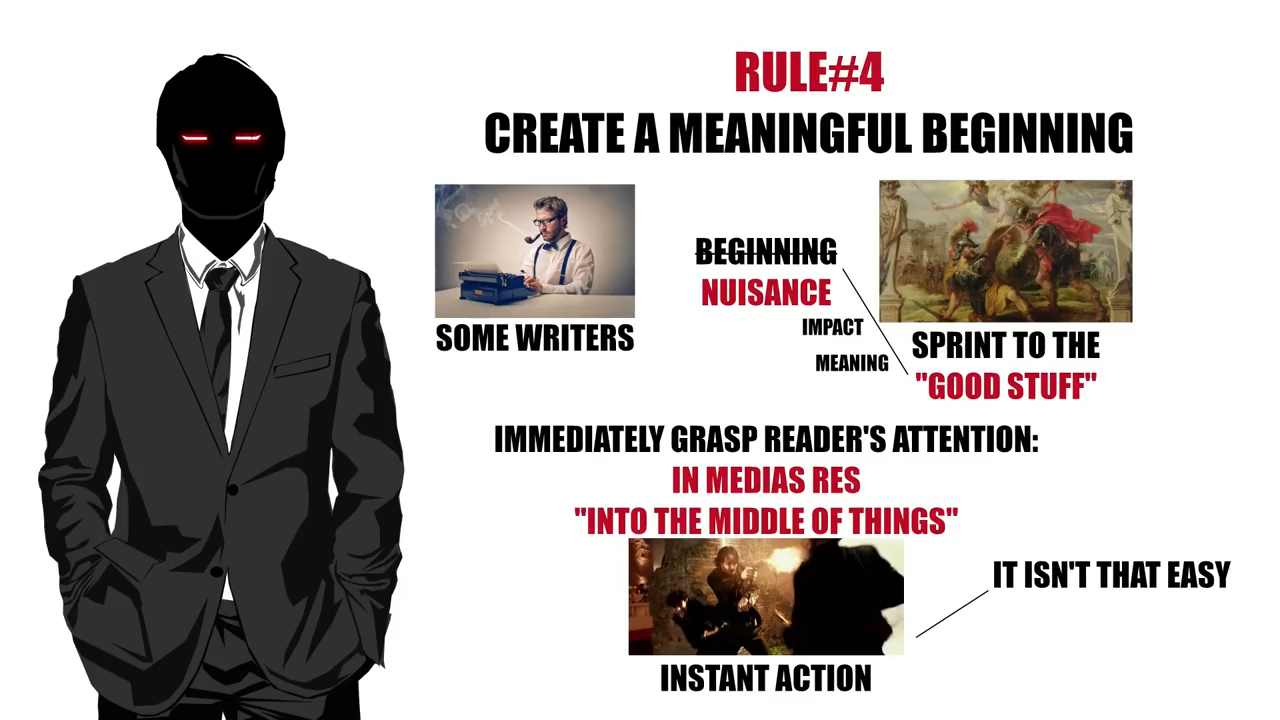 RULE#4
CREATE A MEANINGFUL BEGINNING
BEGINNING
NUISANCE
IMPACT
MEANING
SOME WRITERS
SPRINT TO THE
"GOOD STUFF"
IMMEDIATELY GRASP READER'S ATTENTION:
IN MEDIAS RES
"INTO THE MIDDLE OF THINGS"
IT ISN'T THAT EASY
INSTANT ACTION